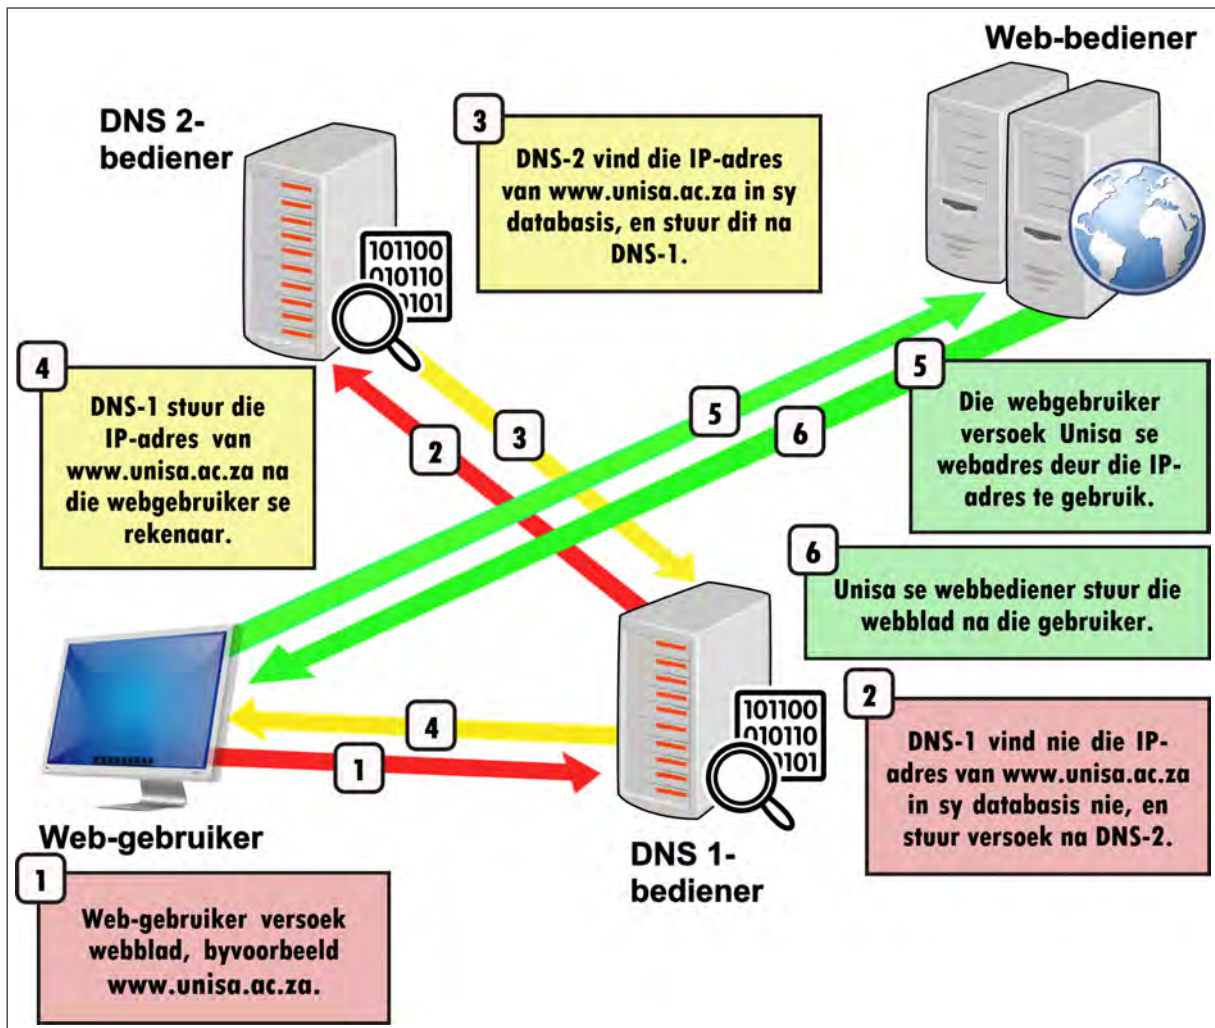 Web-bediener
DNS 2-
bediener
3
DNS-2 vind die IP-adres
van www.unisa.ac.za in sy
databasis, en stuur dit na
DNS-1.
101100
010110
0101
4
DNS-1 stuur die
IP-adres van
www.unisa.ac.za na
die webgebruiker se
rekenaar.
5
Die webgebruiker
versoek Unisa se
webadres deur die IP-
adres te gebruik.
5
6
3
2
6
Unisa se webbediener stuur die
webblad na die gebruiker.
4
1
101100
010110
0101
2
DNS-1 vind nie die IP-
adres van www.unisa.ac.za
in sy databasis nie, en
stuur versoek na DNS-2.
Web-gebruiker
DNS 1-
bediener
1
Web-gebruiker versoek
webblad, byvoorbeeld
www.unisa.ac.za.